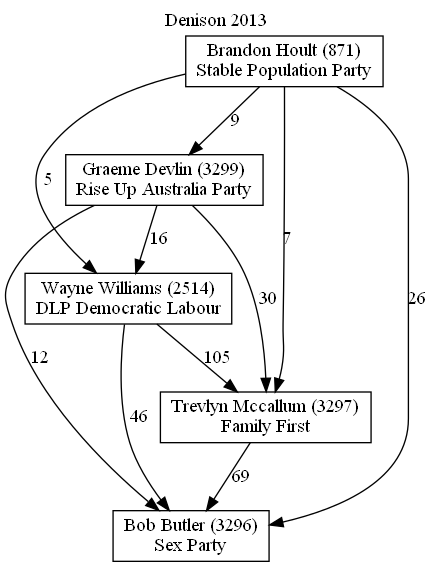 Denison 2013
Brandon Hoult (871)
Stable Population Party
9
Graeme Devlin (3299)
Rise Up Australia Party
5
16
7
Wayne Williams (2514)
DLP Democratic Labour
30
26
12
105
46
Trevlyn Mccallum (3297)
Family First
69
Bob Butler (3296)
Sex Party